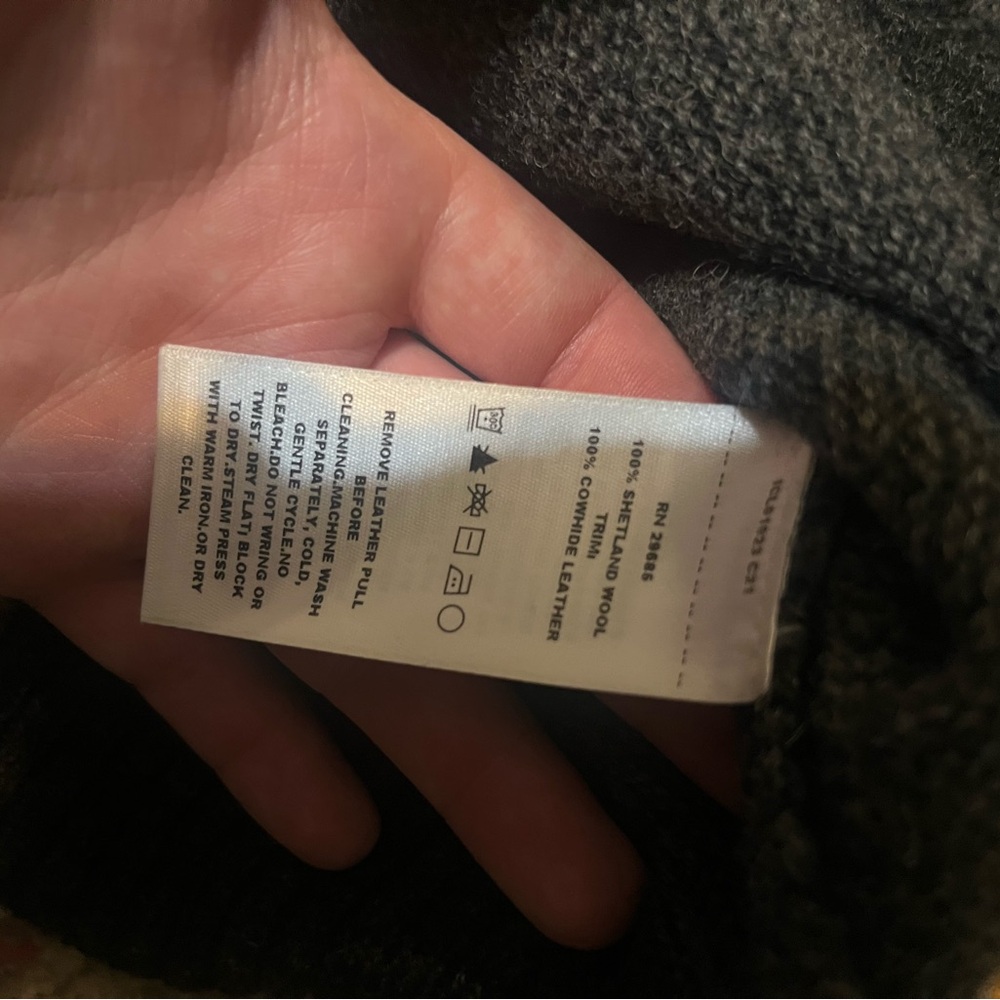 RN 29685
100% SHETLAND WOOL
TRIM:
100% COWHIDE LEATHER
30C
REMOVE LEATHER PULL
BEFORE
CLEANING.MACHINE WASH
SEPARATELY, COLD,
GENTLE CYCLE.NO
BLEACH.DO NOT WRING OR
TWIST. DRY FLAT; BLOCK
TO DRY.STEAM PRESS
WITH WARM IRON.OR DRY
CLEAN.